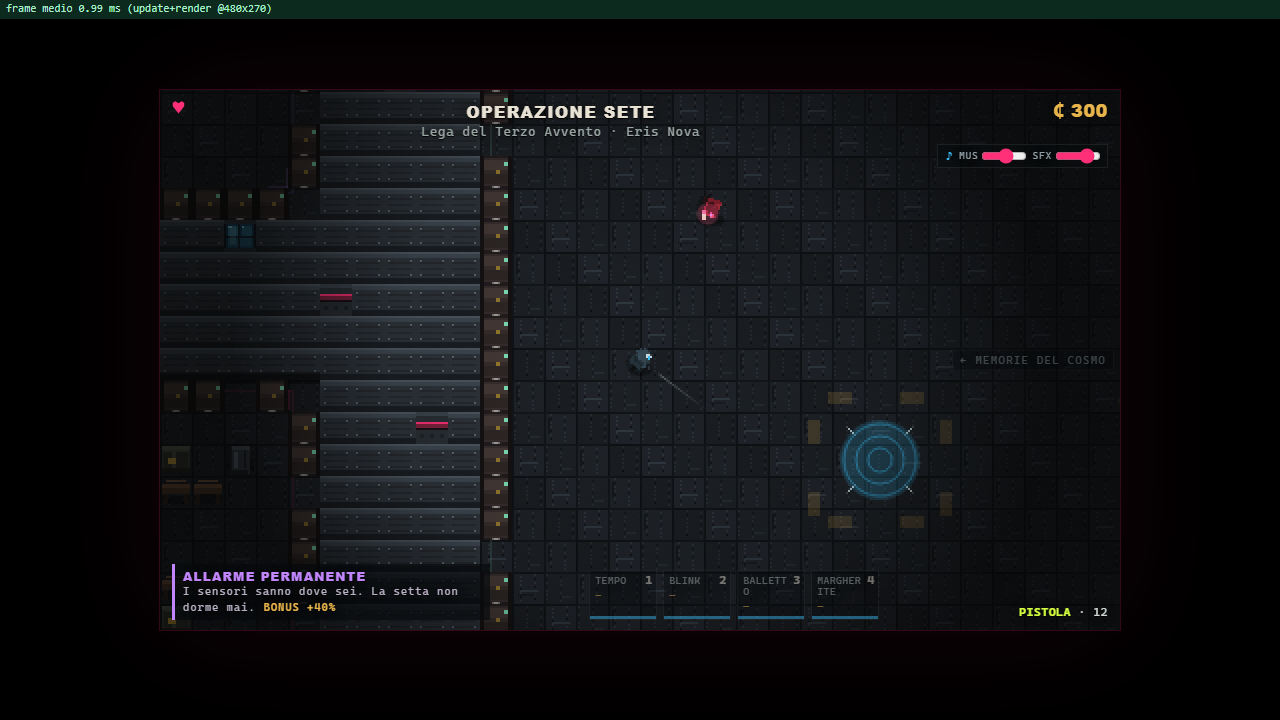 frame medio 0.99 ms (update+render @480x270)
♥
OPERAZIONE SETE
Lega del Terzo Avvento · Eris Nova
₵ 300
♪ MUS SFX
← MEMORIE DEL COSMO
ALLARME PERMANENTE
I sensori sanno dove sei. La setta non
dorme mai. BONUS +40%
TEMPO 1
—
BLINK 2
—
BALLETT 3
O
—
MARGHER 4
ITE
—
PISTOLA · 12